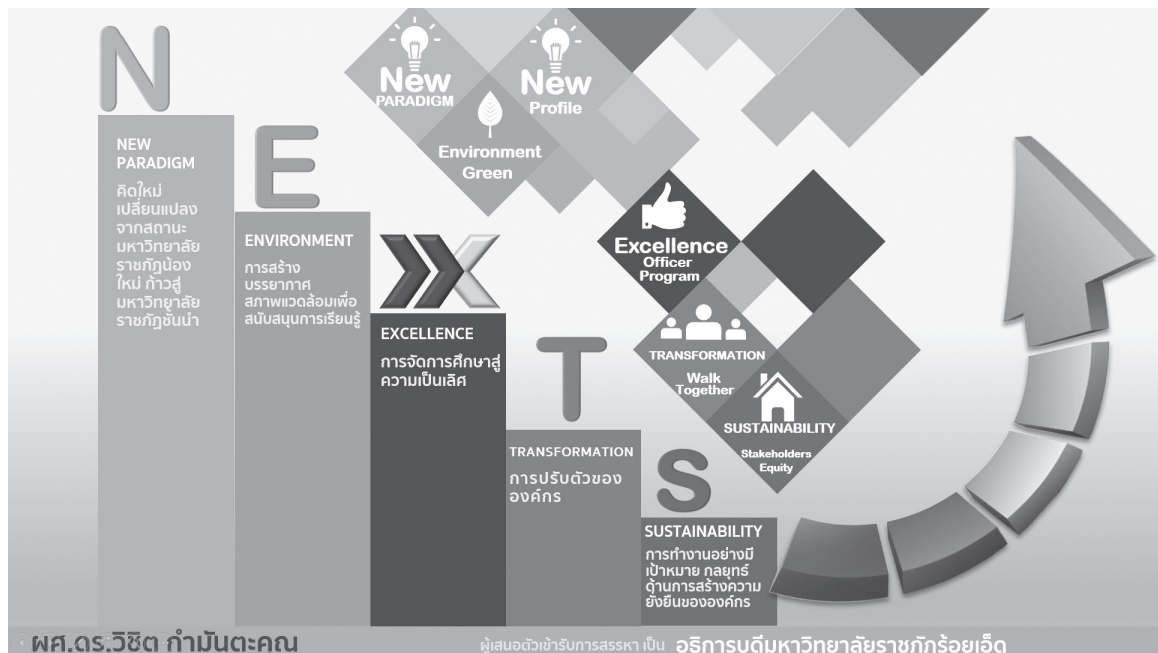 N
NEW
PARADIGM
คิดใหม่
เปลี่ยนแปลง
จากสถานะ
มหาวิทยาลัย
ราชภัฏน้อง
ใหม่ ก้าวสู่
มหาวิทยาลัย
ราชภัฏชั้นนำ
E
ENVIRONMENT
การสร้าง
บรรยากาศ
สภาพแวดล้อมเพื่อ
สนับสนุนการเรียนรู้
X
EXCELLENCE
การจัดการศึกษาสู่
ความเป็นเลิศ
T
TRANSFORMATION
การปรับตัวของ
องค์กร
S
SUSTAINABILITY
การทำงานอย่างมี
เป้าหมาย กลยุทธ์
ด้านการสร้างความ
ยั่งยืนขององค์กร
New
PARADIGM
New
Profile
Environment
Green
Excellence
Officer
Program
TRANSFORMATION
Walk
Together
SUSTAINABILITY
Stakeholders
Equity
ผศ.ดร.วิชิต กำมันตะคุณ
ผู้เสนอตัวเข้ารับการสรรหา เป็น อธิการบดีมหาวิทยาลัยราชภัภร้อยเอ็ด